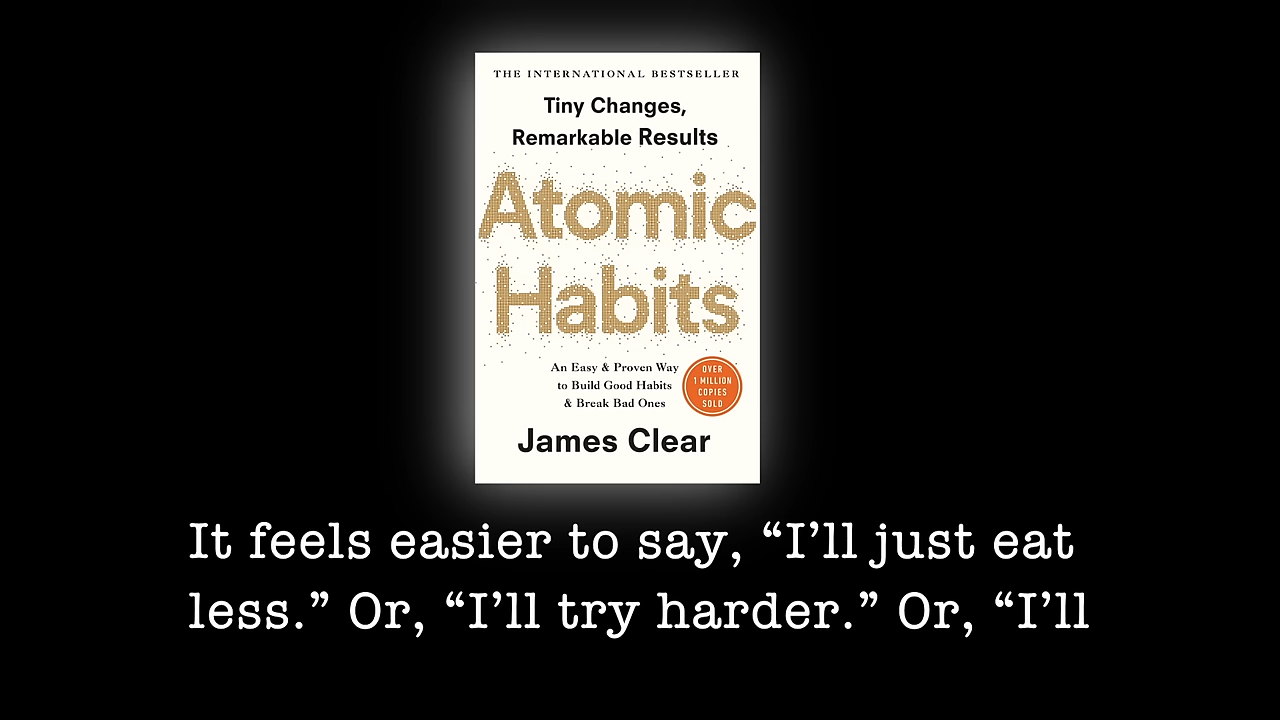 THE INTERNATIONAL BESTSELLER
Tiny Changes,
Remarkable Results
Atomic
Habits
An Easy & Proven Way
to Build Good Habits
& Break Bad Ones
OVER
1 MILLION
COPIES
SOLD
James Clear
It feels easier to say, “I’ll just eat
less.” Or, “I’ll try harder.” Or, “I’ll